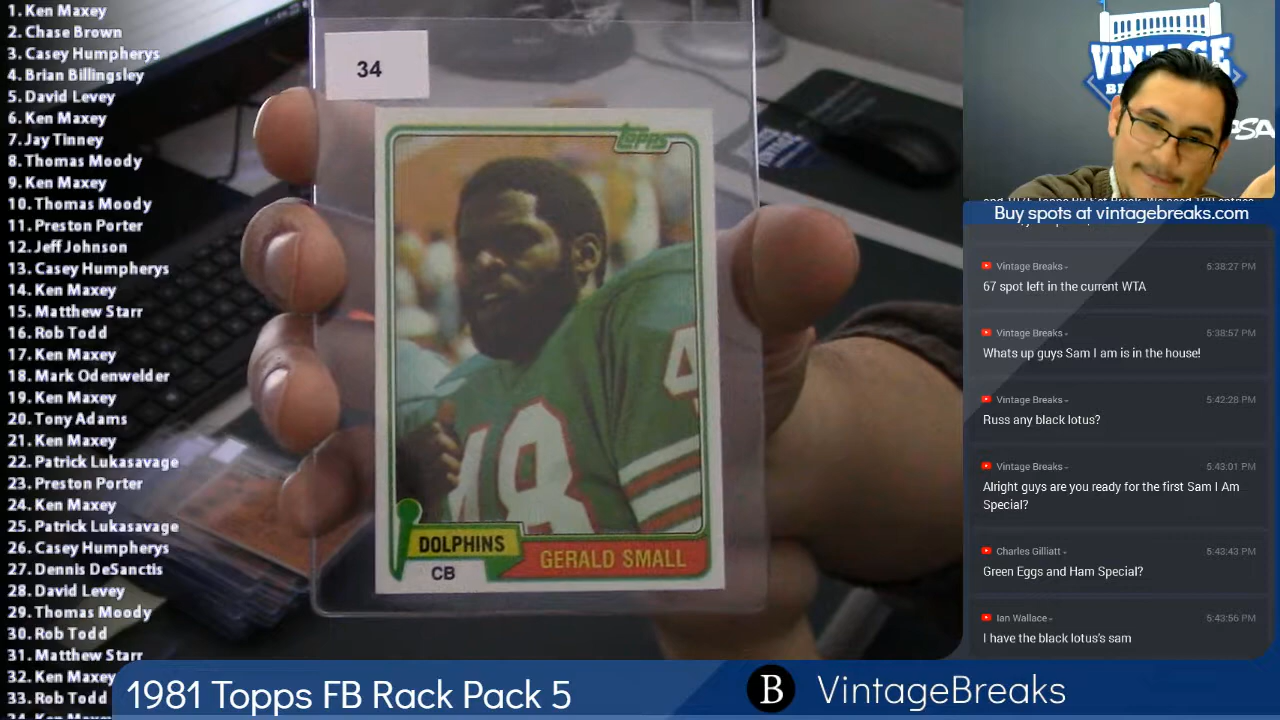 1. Ken Maxey
2. Chase Brown
3. Casey Humpherys
4. Brian Billingsley
5. David Levey
6. Ken Maxey
7. Jay Tinney
8. Thomas Moody
9. Ken Maxey
10. Thomas Moody
11. Preston Porter
12. Jeff Johnson
13. Casey Humpherys
14. Ken Maxey
15. Matthew Starr
16. Rob Todd
17. Ken Maxey
18. Mark Odenwelder
19. Ken Maxey
20. Tony Adams
21. Ken Maxey
22. Patrick Lukasavage
23. Preston Porter
24. Ken Maxey
25. Patrick Lukasavage
26. Casey Humpherys
27. Dennis DeSanctis
28. David Levey
29. Thomas Moody
30. Rob Todd
31. Matthew Starr
32. Ken Maxey
33. Rob Todd
34. Ken Maxey
34
TOPPS
48
4
DOLPHINS
CB
GERALD SMALL
VINTAGE
PSA
Buy spots at vintagebreaks.com
Vintage Breaks 5:38:27 PM
67 spot left in the current WTA
Vintage Breaks 5:38:57 PM
Whats up guys Sam I am is in the house!
Vintage Breaks 5:42:28 PM
Russ any black lotus?
Vintage Breaks 5:43:01 PM
Alright guys are you ready for the first Sam I Am
Special?
Charles Gilliatt 5:43:43 PM
Green Eggs and Ham Special?
Ian Wallace 5:43:56 PM
I have the black lotus's sam
1981 Topps FB Rack Pack 5
B VintageBreaks